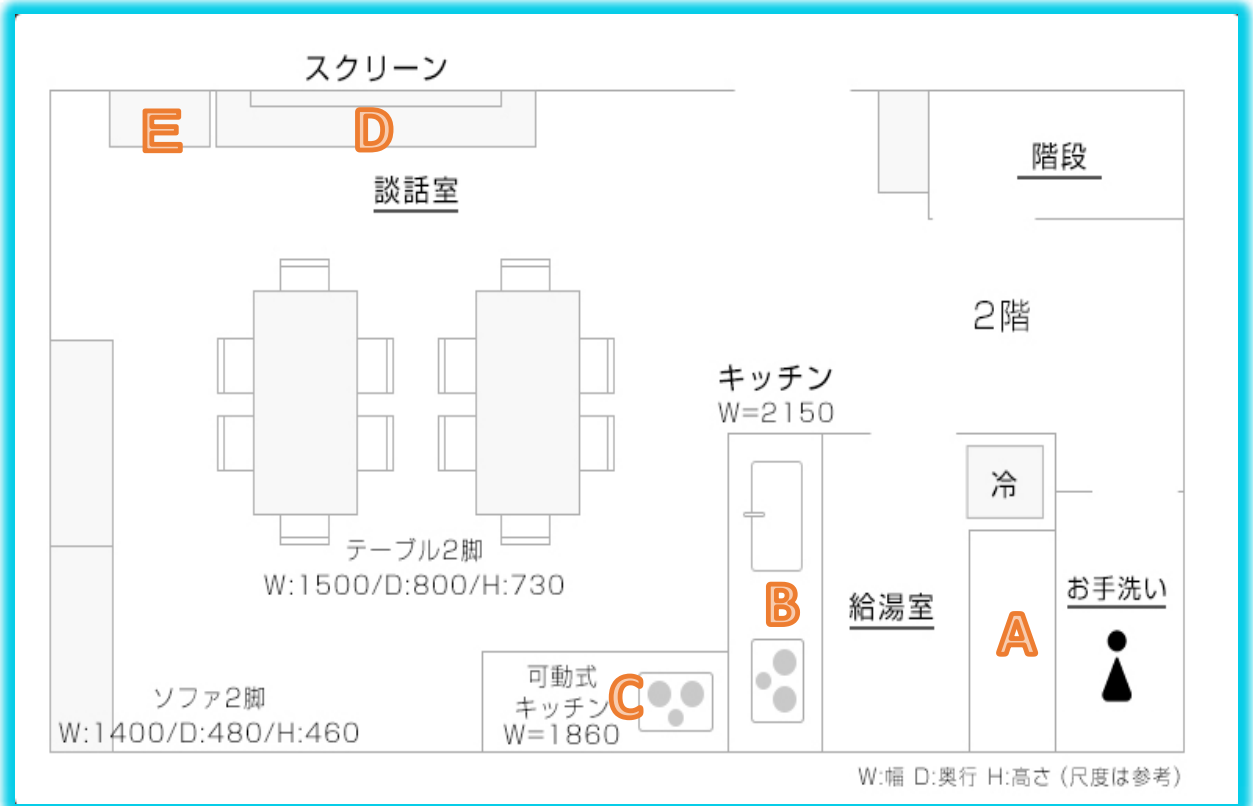 スクリーン
E
D
談話室
階段
2階
キッチン
W=2150
冷
テーブル2脚
W:1500/D:800/H:730
B
給湯室
A
お手洗い
可動式
キッチン
W=1860
C
ソファ2脚
W:1400/D:480/H:460
W:幅 D:奥行 H:高さ (尺度は参考)